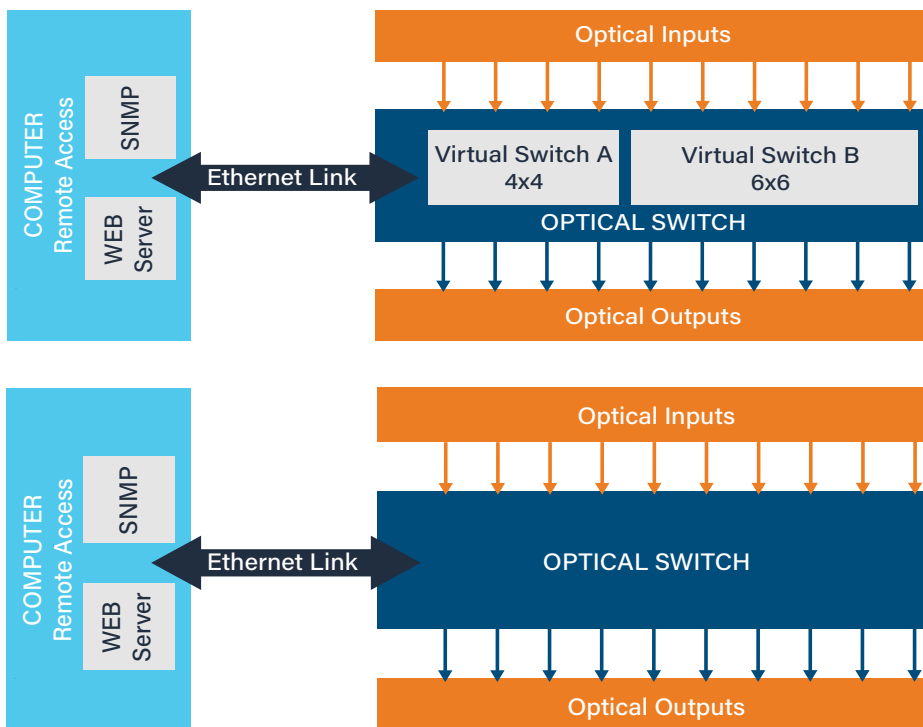 COMPUTER
Remote Access
SNMP
WEB
Server
Ethernet Link
Optical Inputs
Virtual Switch A
4x4
Virtual Switch B
6x6
OPTICAL SWITCH
Optical Outputs
COMPUTER
Remote Access
SNMP
WEB
Server
Ethernet Link
Optical Inputs
OPTICAL SWITCH
Optical Outputs